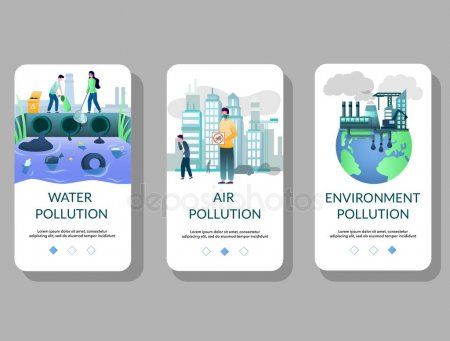 WATER
POLLUTION
Lorem ipsum dolor sit amet, consectetur
adipiscing elit, sed do eiusmod tempor incididunt
AIR
POLLUTION
Lorem ipsum dolor sit amet, consectetur
adipiscing elit, sed do eiusmod tempor incididunt
ENVIRONMENT
POLLUTION
Lorem ipsum dolor sit amet, consectetur
adipiscing elit, sed do eiusmod tempor incididunt
depositphotos